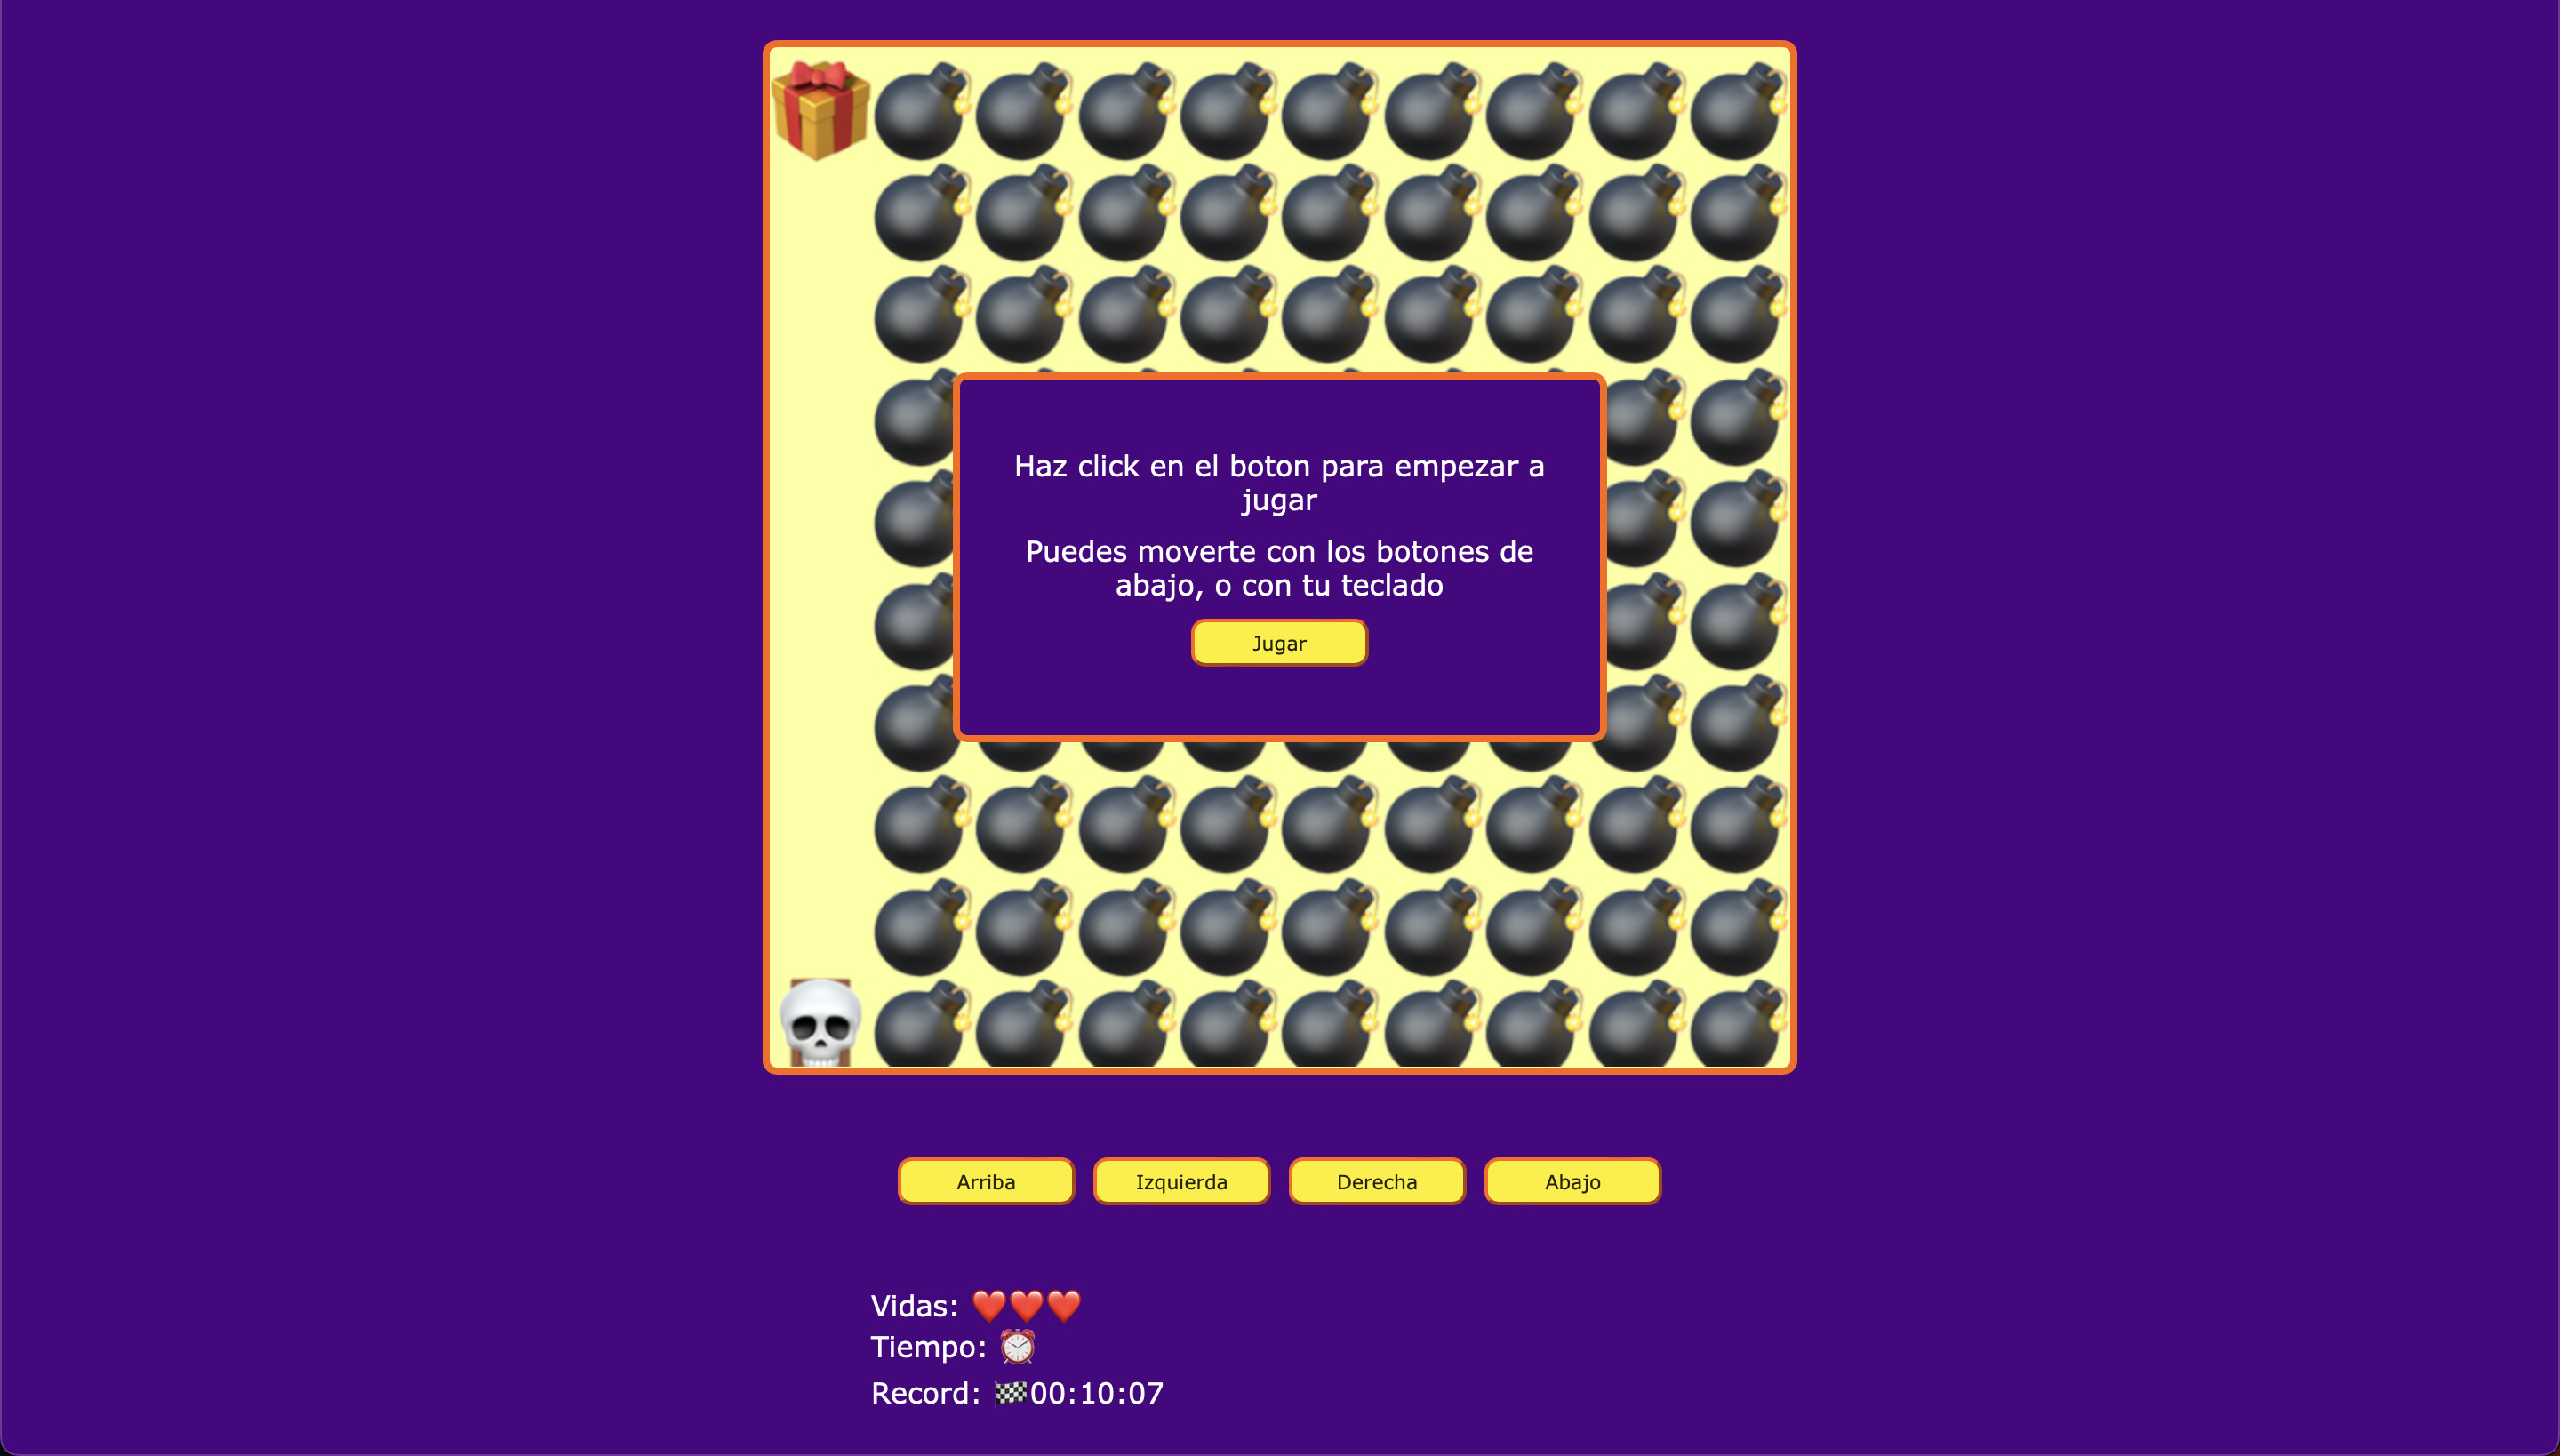 Haz click en el boton para empezar a
jugar
Puedes moverte con los botones de
abajo, o con tu teclado
Jugar
Arriba
Izquierda
Derecha
Abajo
Vidas: ❤️❤️❤️
Tiempo: ⏰
Record: 🏁00:10:07